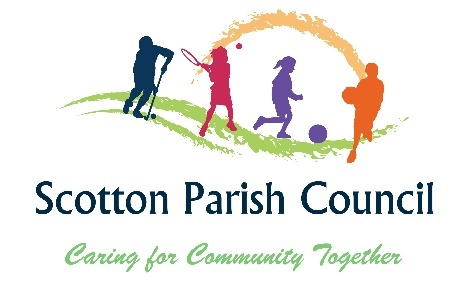 Scotton Parish Council
Caring for Community Together